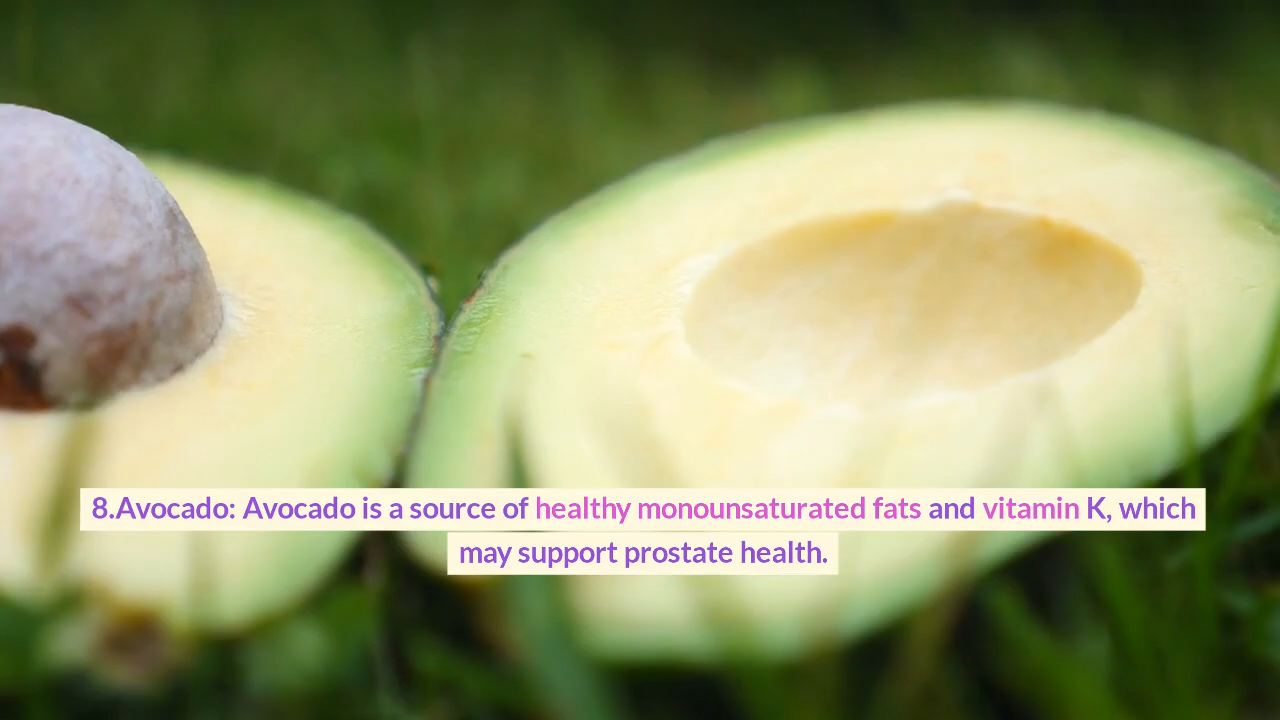 8.Avocado: Avocado is a source of healthy monounsaturated fats and vitamin K, which
may support prostate health.